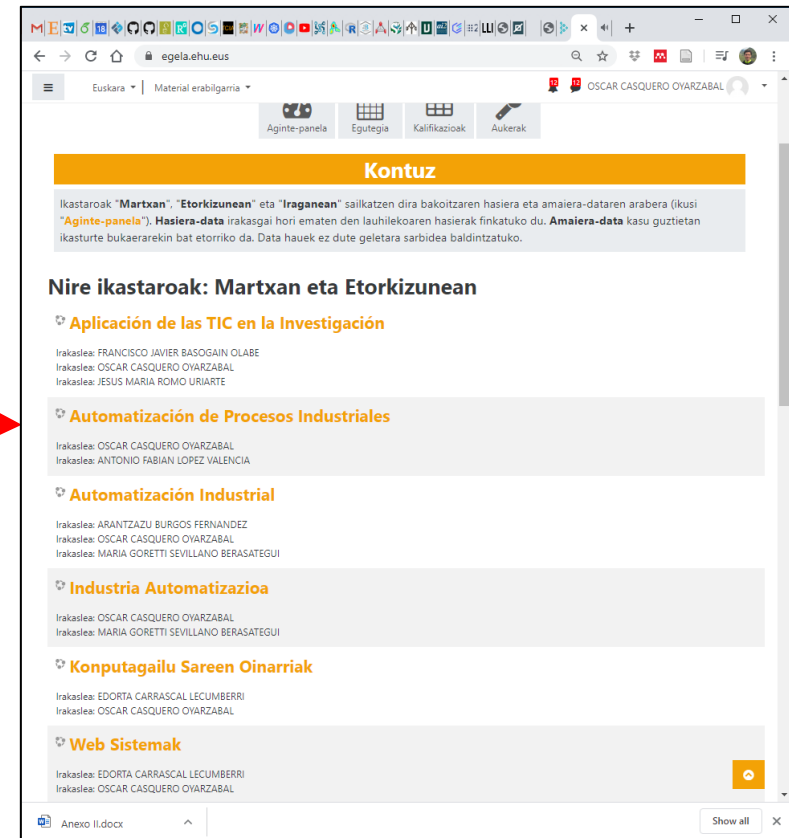 egela.ehu.eus
Euskara Material erabilgarria 12 12 OSCAR CASQUERO OYARZABAL
Aginte-panela Egutegia Kalifikazioak Aukerak
Kontuz
Ikastaroak "Martxan", "Etorkizunean" eta "Iraganean" sailkatzen dira bakoitzaren hasiera eta amaiera-dataren arabera (ikusi
"Aginte-panela"). Hasiera-data irakasgai hori ematen den lauhilekoaren hasierak finkatuko du. Amaiera-data kasu guztietan
ikasturte bukaerarekin bat etorriko da. Data hauek ez dute geletara sarbidea baldintzatuko.
Nire ikastaroak: Martxan eta Etorkizunean
Aplicación de las TIC en la Investigación
Irakaslea: FRANCISCO JAVIER BASOGAIN OLABE
Irakaslea: OSCAR CASQUERO OYARZABAL
Irakaslea: JESUS MARIA ROMO URIARTE
Automatización de Procesos Industriales
Irakaslea: OSCAR CASQUERO OYARZABAL
Irakaslea: ANTONIO FABIAN LOPEZ VALENCIA
Automatización Industrial
Irakaslea: ARANTZAZU BURGOS FERNANDEZ
Irakaslea: OSCAR CASQUERO OYARZABAL
Irakaslea: MARIA GORETTI SEVILLANO BERASATEGUI
Industria Automatizazioa
Irakaslea: OSCAR CASQUERO OYARZABAL
Irakaslea: MARIA GORETTI SEVILLANO BERASATEGUI
Konputagailu Sareen Oinarriak
Irakaslea: EDORTA CARRASCAL LECUMBERRI
Irakaslea: OSCAR CASQUERO OYARZABAL
Web Sistemak
Irakaslea: EDORTA CARRASCAL LECUMBERRI
Irakaslea: OSCAR CASQUERO OYARZABAL
Anexo II.docx Show all